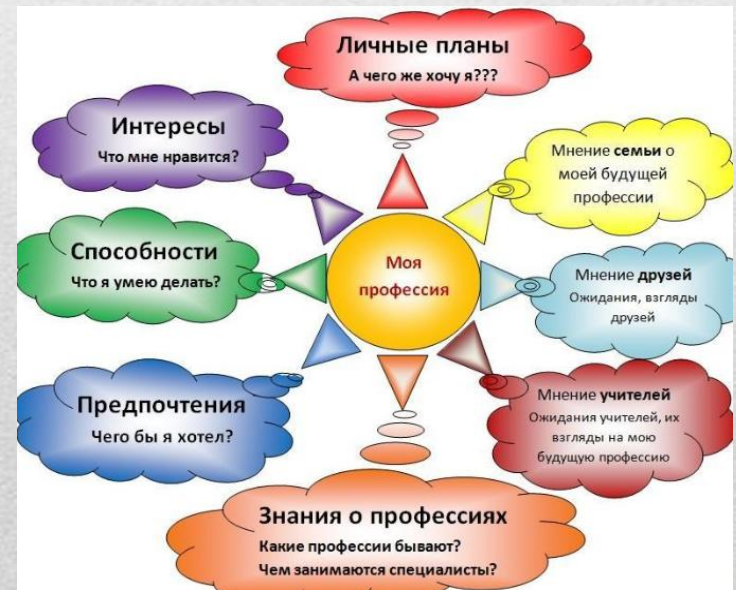 Личные планы
А чего же хочу я???
Интересы
Что мне нравится?
Мнение семьи о
моей будущей
профессии
Способности
Что я умею делать?
Моя
профессия
Мнение друзей
Ожидания, взгляды
друзей
Предпочтения
Чего бы я хотел?
Мнение учителей
Ожидания учителей, их
взгляды на мою
будущую профессию
Знания о профессиях
Какие профессии бывают?
Чем занимаются специалисты?